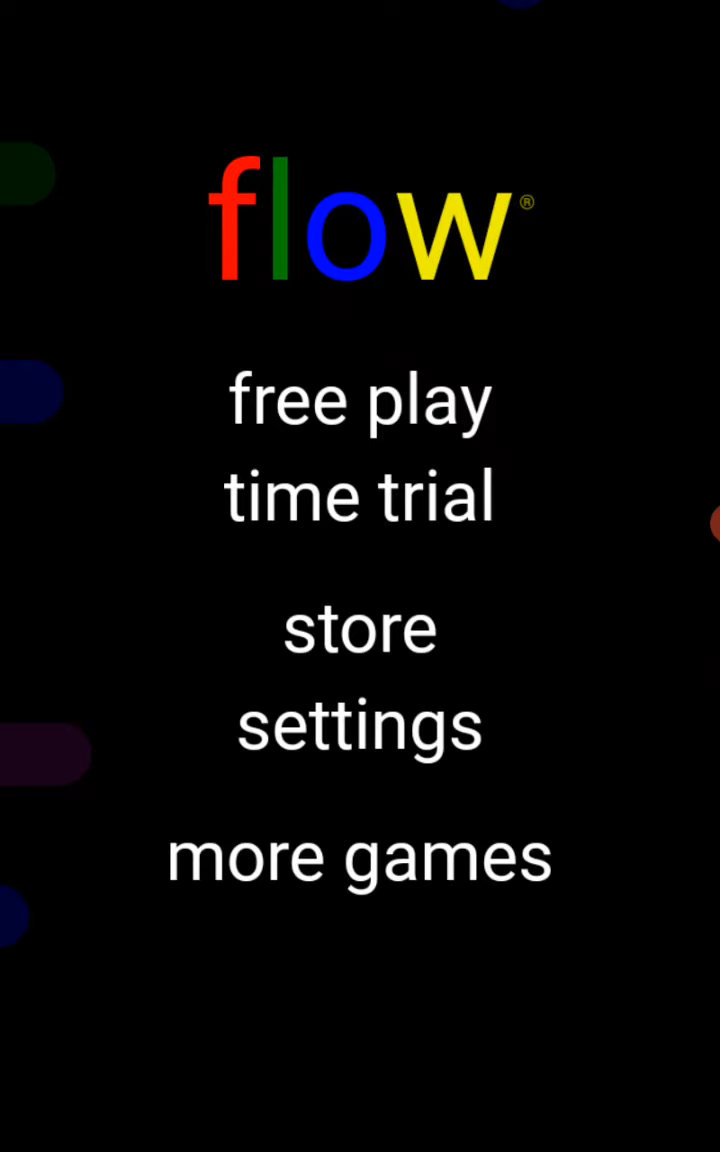 flow®
free play
time trial
store
settings
more games